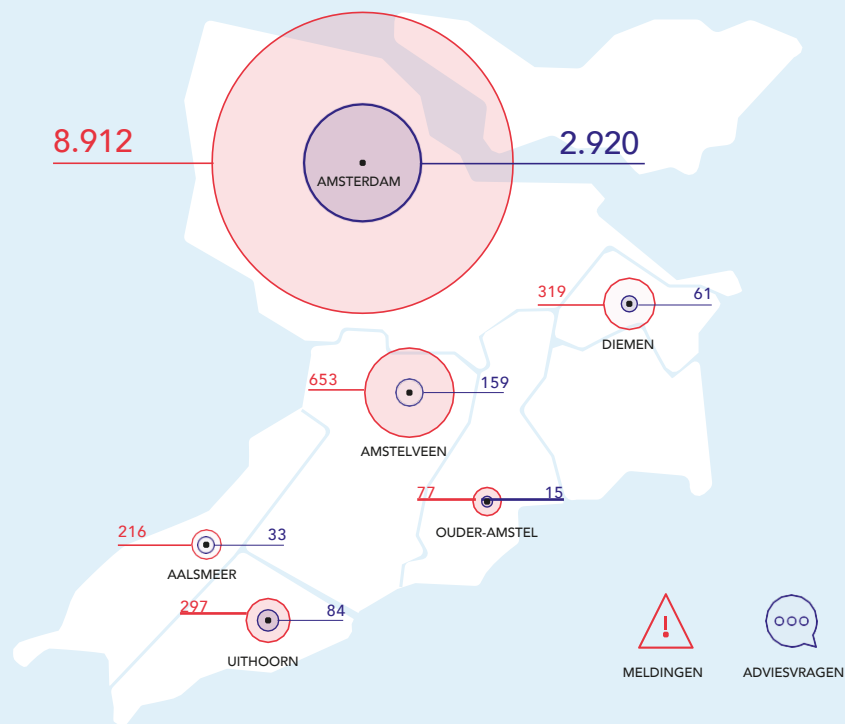 8.912
2.920
AMSTERDAM
319
61
DIEMEN
653
159
AMSTELVEEN
77
15
OUDER-AMSTEL
216
33
AALSMEER
297
84
UITHOORN
MELDINGEN
ADVIESVRAGEN